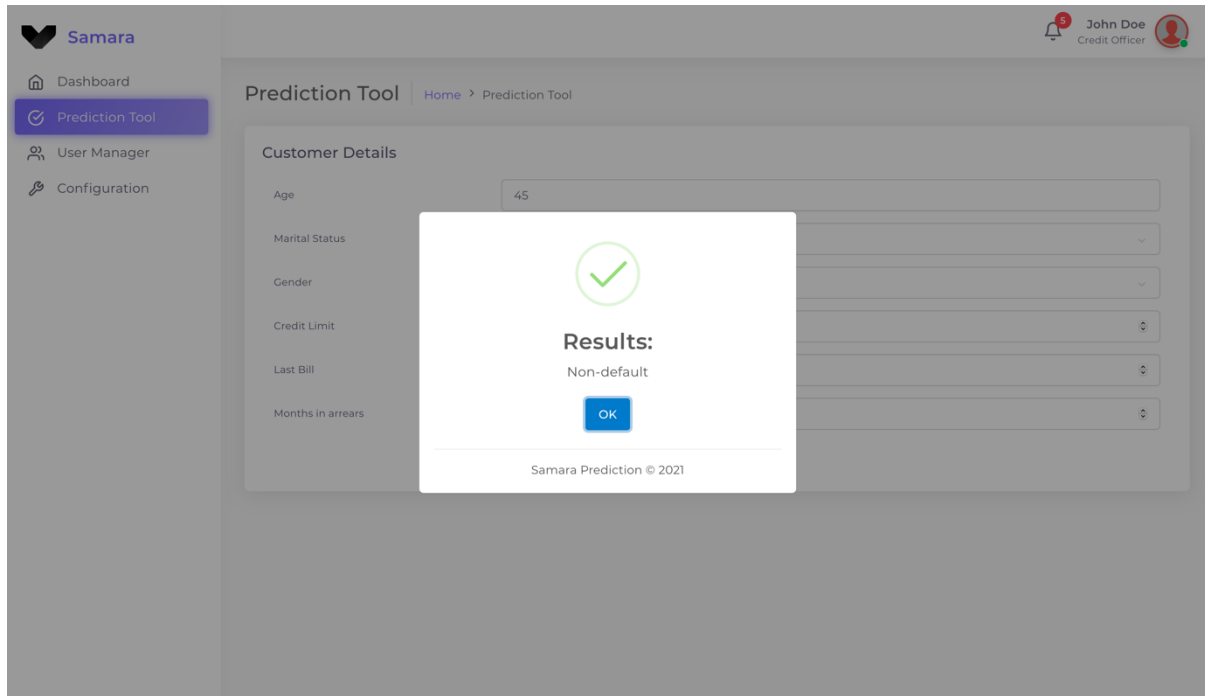 Samara
5
John Doe
Credit Officer
Dashboard
Prediction Tool
User Manager
Configuration
Prediction Tool
Home > Prediction Tool
Customer Details
Age
45
Marital Status
Gender
Credit Limit
Last Bill
Months in arrears
Results:
Non-default
OK
Samara Prediction © 2021